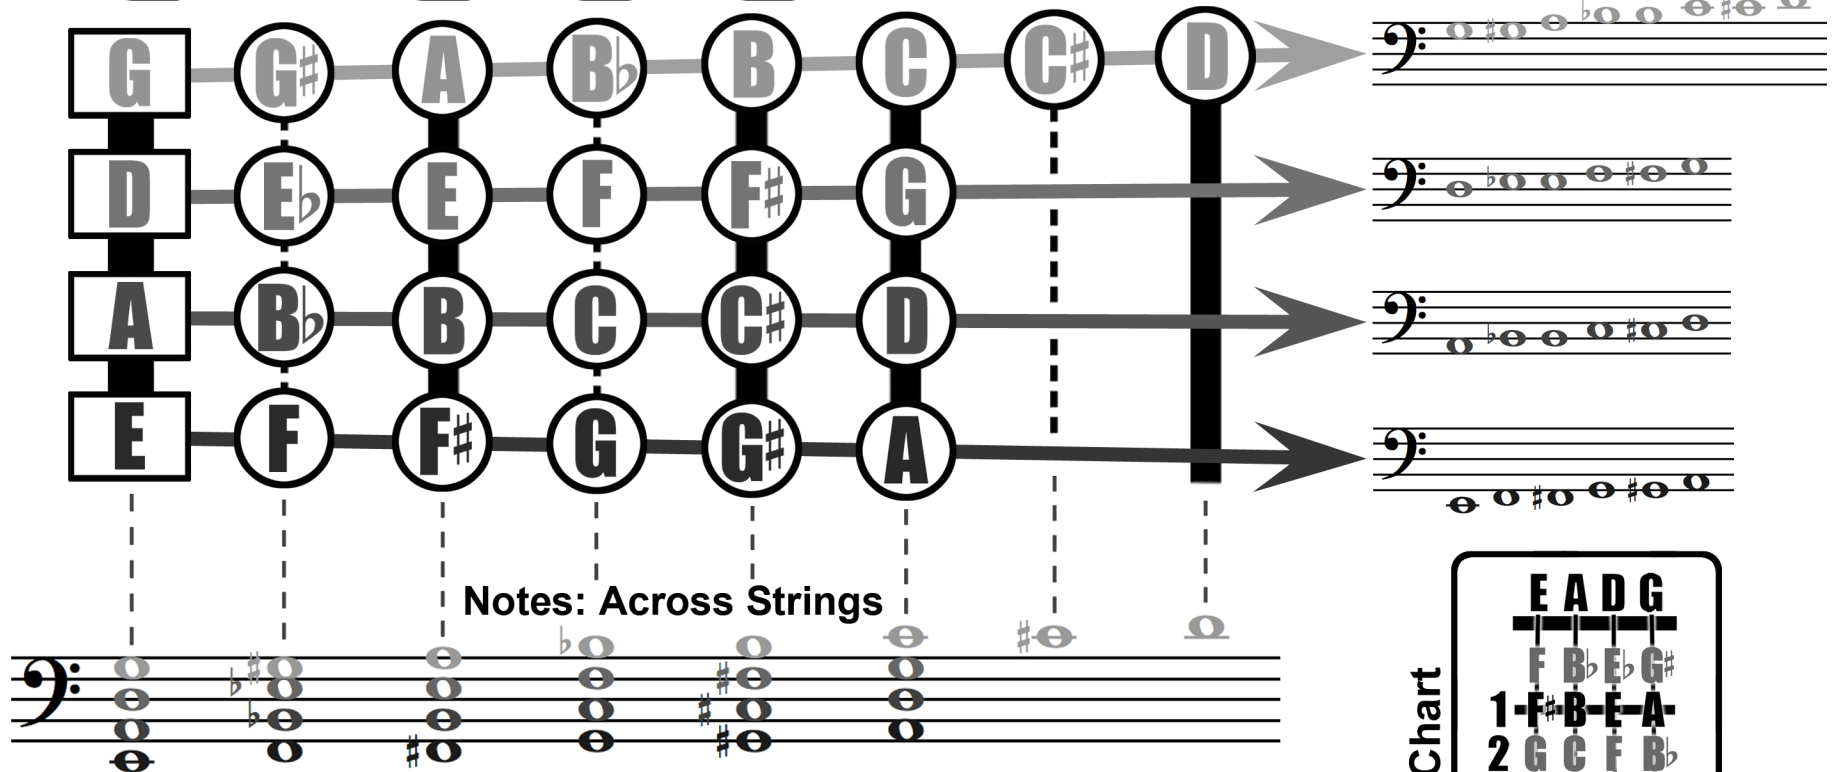 G G♯ A B♭ B C C♯ D
D E♭ E F F♯ G
A B♭ B C C♯ D
E F F♯ G G♯ A
Notes: Across Strings
E A D G
F B♭ E♭ G♯
1 F♯ B E A
2 G C F B♭
Chart